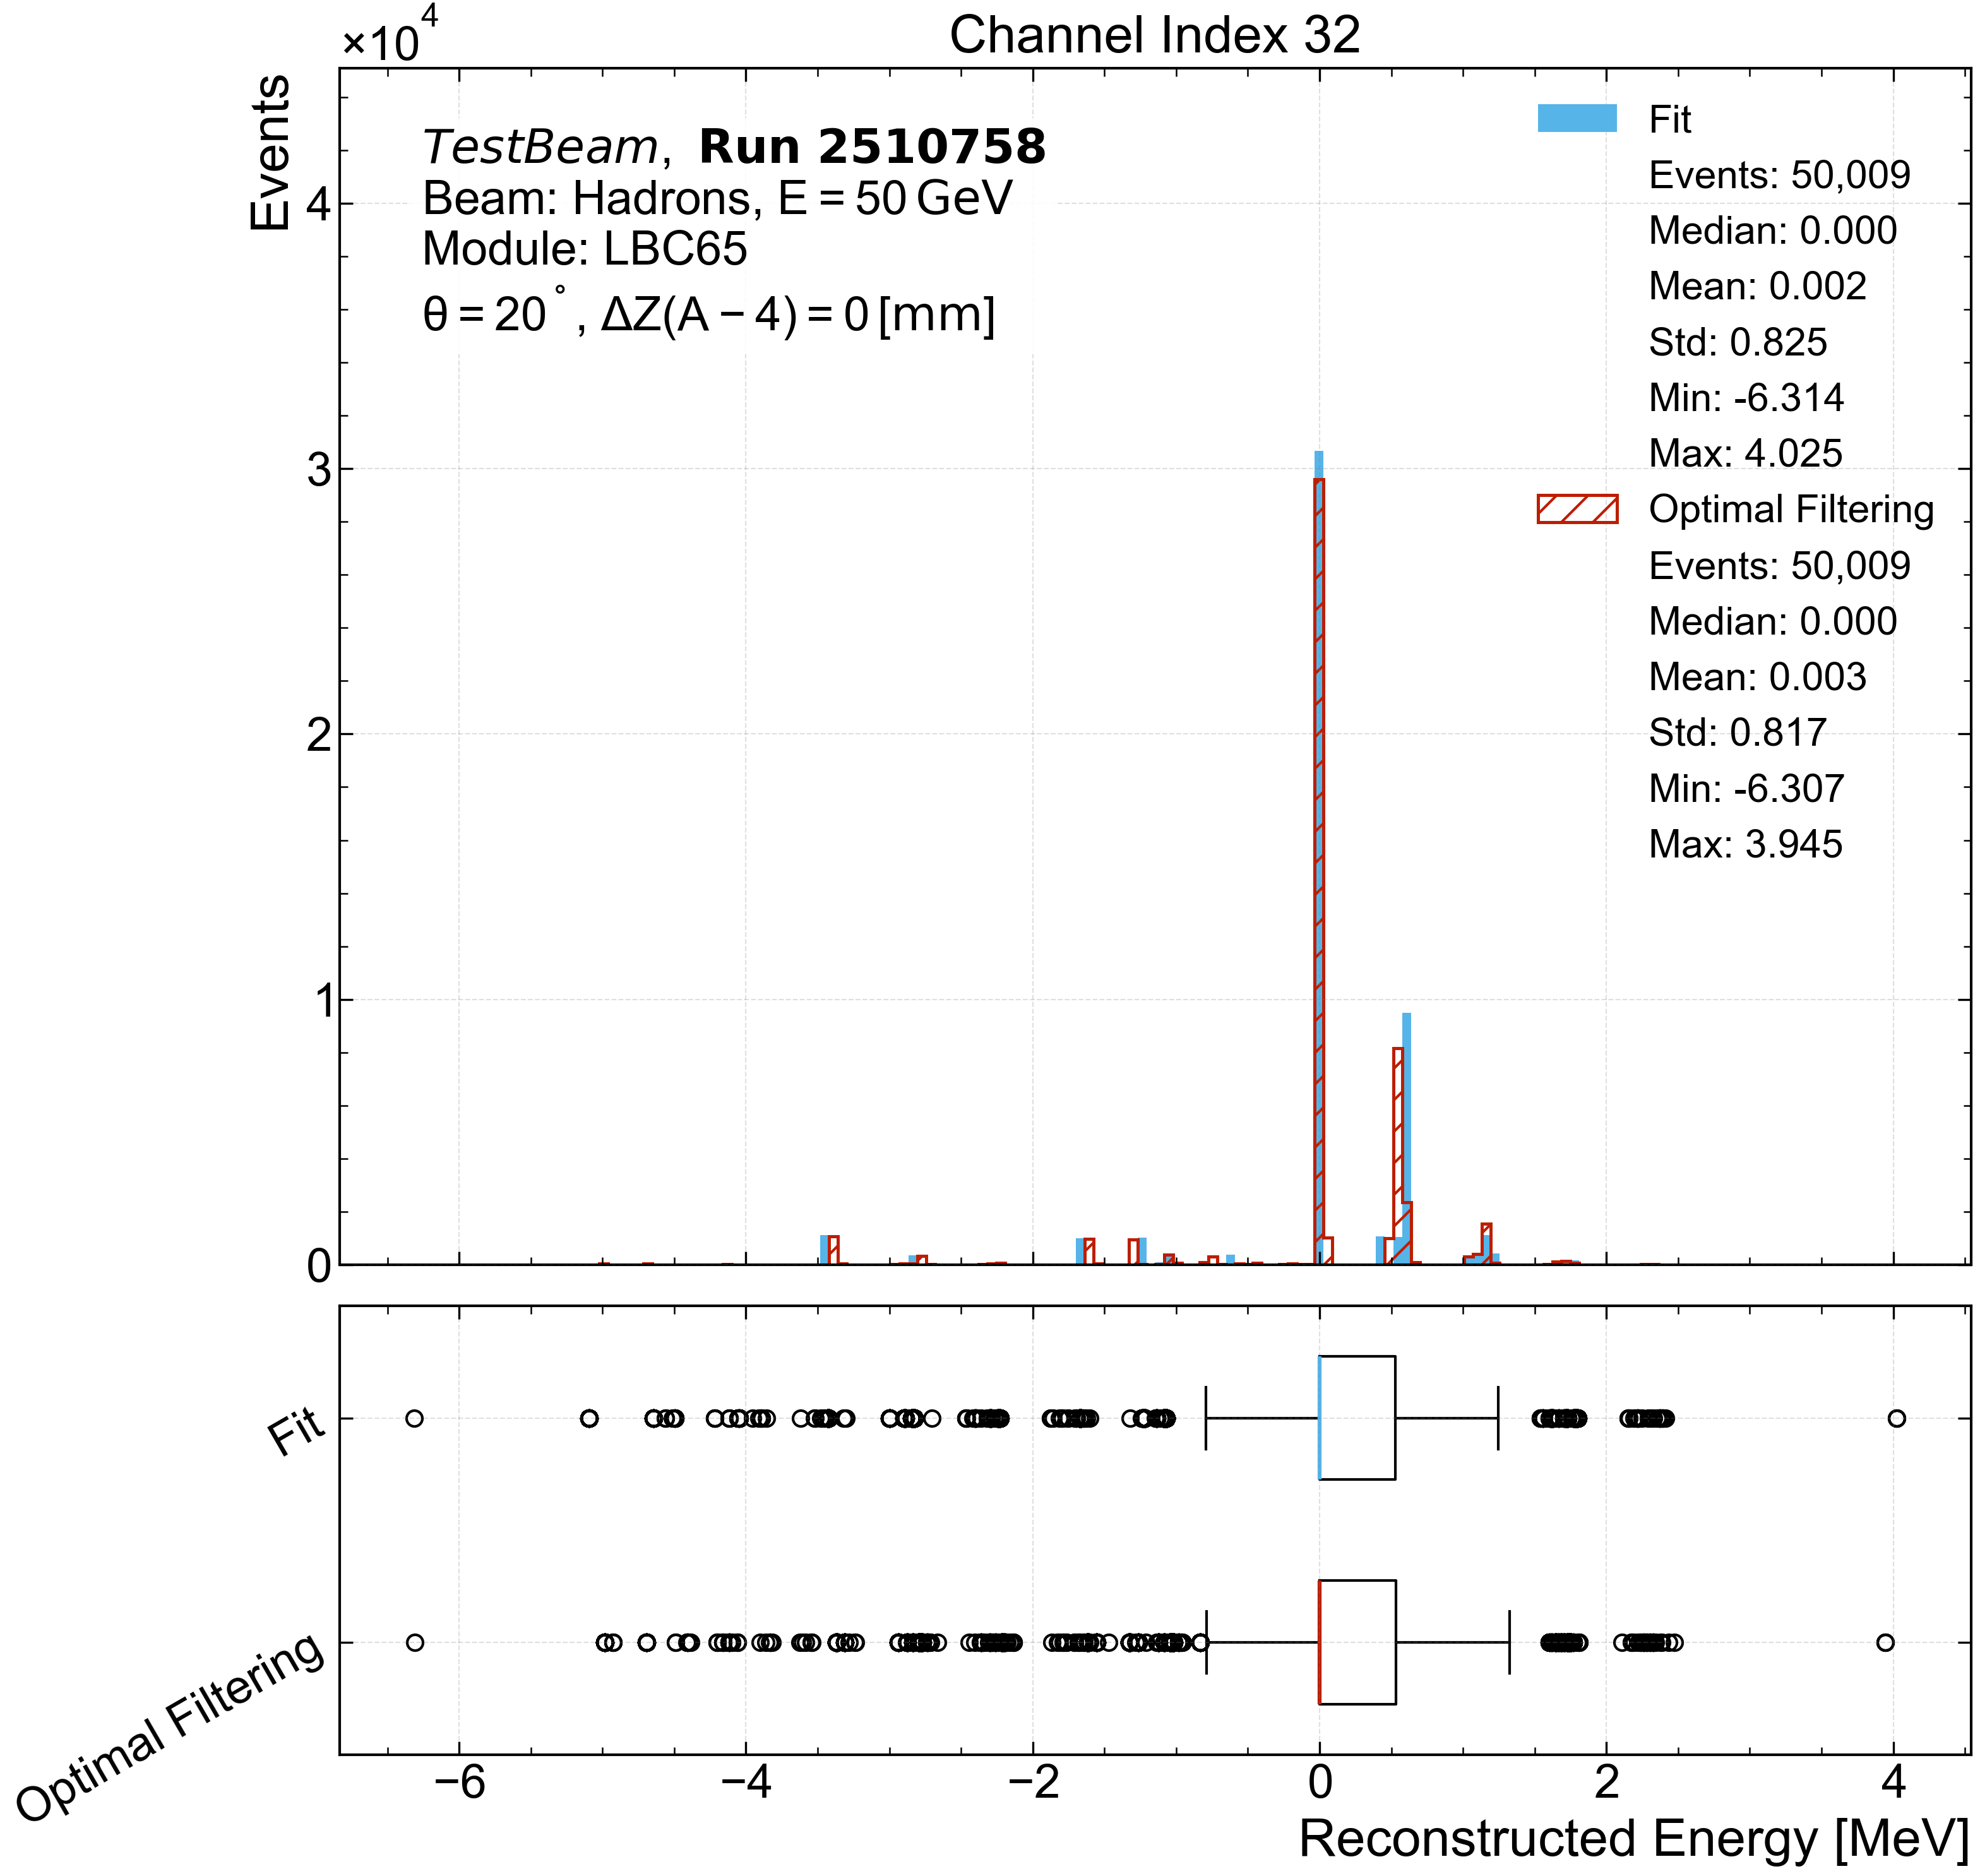 Channel Index 32
×10⁴
Events
TestBeam, Run 2510758
Beam: Hadrons, E = 50 GeV
Module: LBC65
θ = 20°, ΔZ(A − 4) = 0 [mm]
Fit
Events: 50,009
Median: 0.000
Mean: 0.002
Std: 0.825
Min: -6.314
Max: 4.025
Optimal Filtering
Events: 50,009
Median: 0.000
Mean: 0.003
Std: 0.817
Min: -6.307
Max: 3.945
4
3
2
1
0
Fit
Optimal Filtering
−6 −4 −2 0 2 4
Reconstructed Energy [MeV]